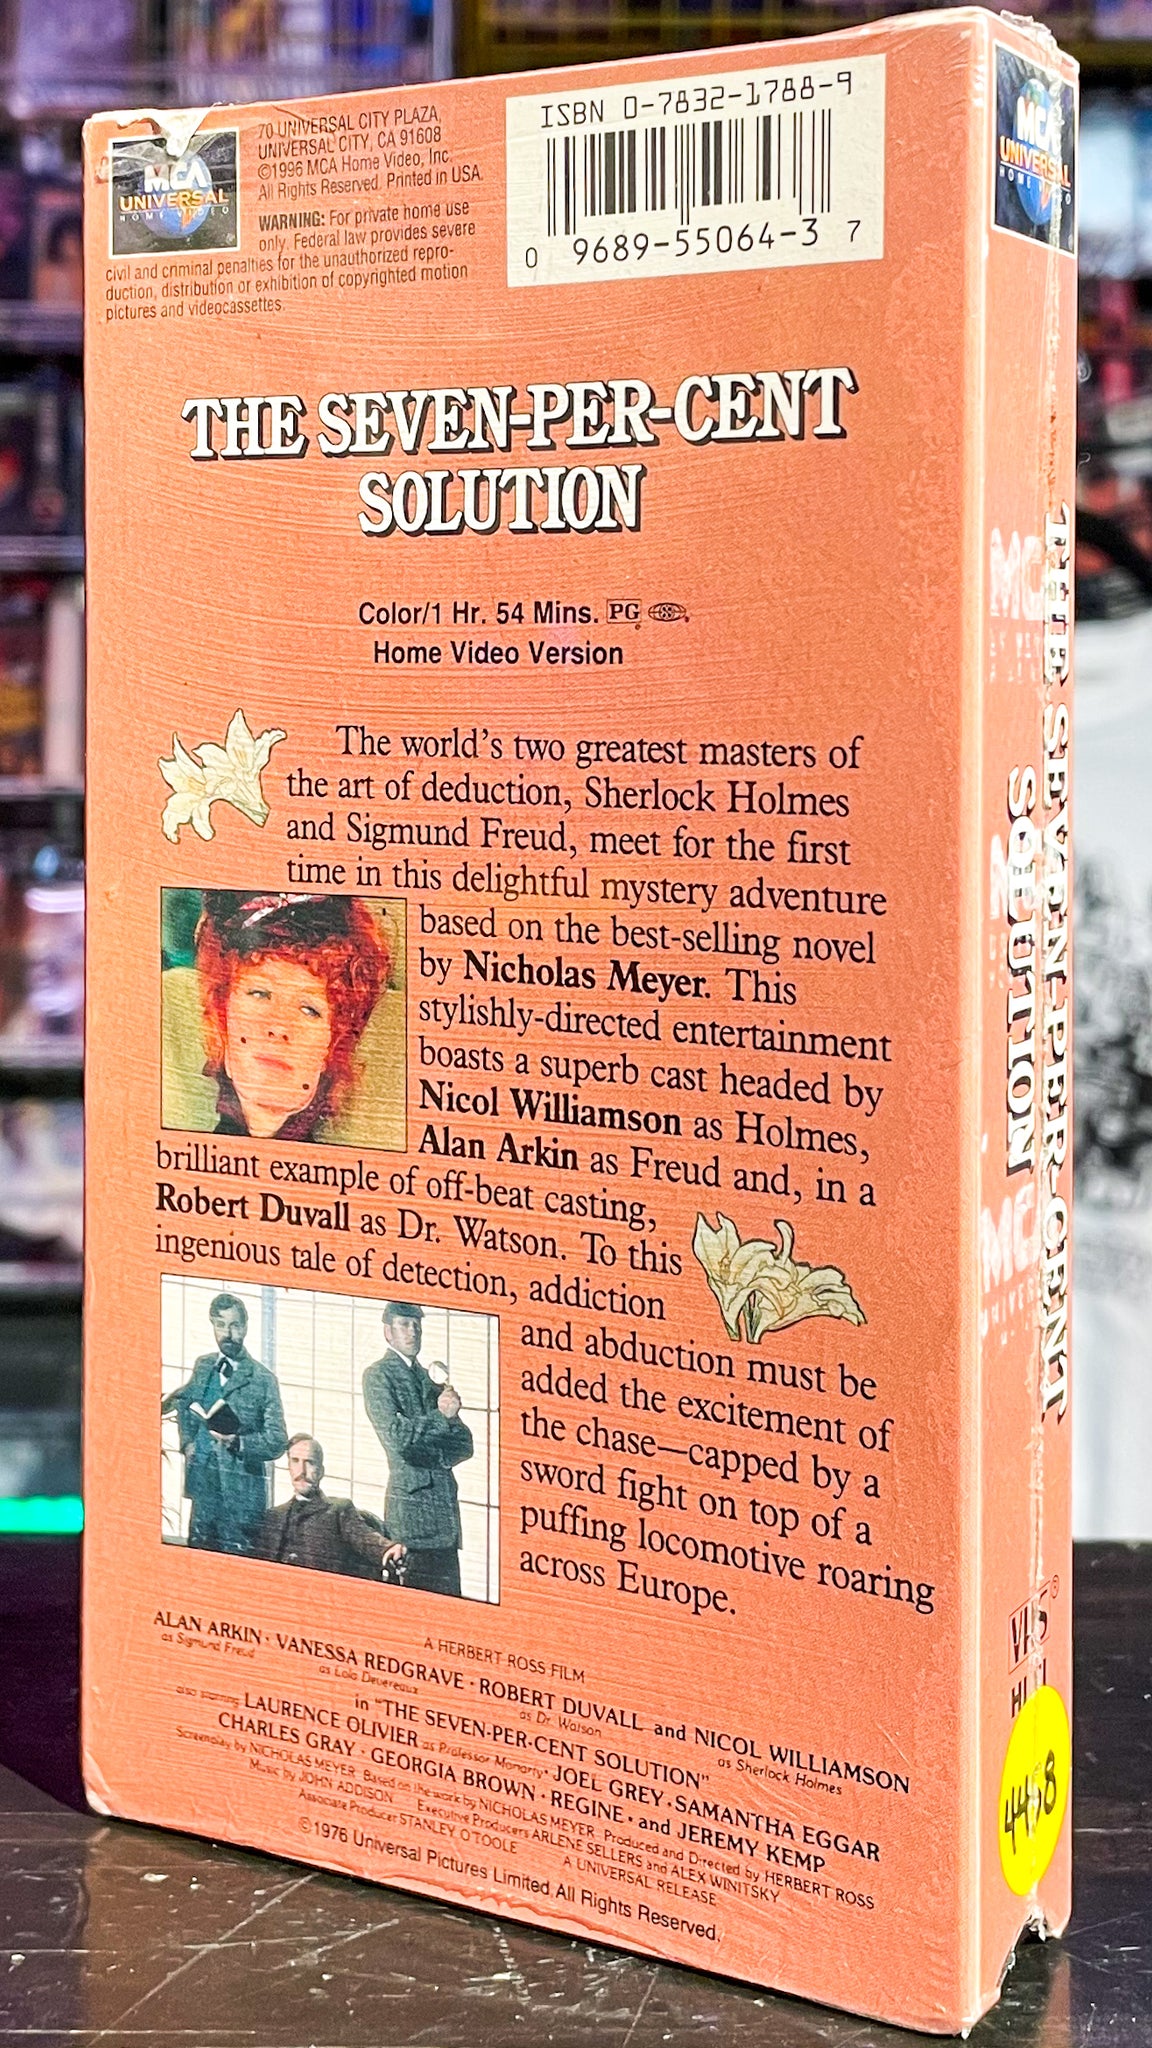 MCA
UNIVERSAL
HOME VIDEO
70 UNIVERSAL CITY PLAZA,
UNIVERSAL CITY, CA 91608
©1996 MCA Home Video, Inc.
All Rights Reserved. Printed in USA.
WARNING: For private home use
only. Federal law provides severe
civil and criminal penalties for the unauthorized repro-
duction, distribution or exhibition of copyrighted motion
pictures and videocassettes.
ISBN 0-7832-1788-9
0 9689-55064-3 7
THE SEVEN-PER-CENT
SOLUTION
Color/1 Hr. 54 Mins. PG
Home Video Version
The world's two greatest masters of
the art of deduction, Sherlock Holmes
and Sigmund Freud, meet for the first
time in this delightful mystery adventure
based on the best-selling novel
by Nicholas Meyer. This
stylishly-directed entertainment
boasts a superb cast headed by
Nicol Williamson as Holmes,
Alan Arkin as Freud and, in a
brilliant example of off-beat casting,
Robert Duvall as Dr. Watson. To this
ingenious tale of detection, addiction
and abduction must be
added the excitement of
the chase—capped by a
sword fight on top of a
puffing locomotive roaring
across Europe.
A HERBERT ROSS FILM
ALAN ARKIN · VANESSA REDGRAVE · ROBERT DUVALL and NICOL WILLIAMSON
as Sigmund Freud as Lola Devereaux as Dr. Watson as Sherlock Holmes
in "THE SEVEN-PER-CENT SOLUTION"
also starring LAURENCE OLIVIER as Professor Moriarty · JOEL GREY · SAMANTHA EGGAR
CHARLES GRAY · GEORGIA BROWN · REGINE · and JEREMY KEMP
Screenplay by NICHOLAS MEYER Based on the work by NICHOLAS MEYER Produced and Directed by HERBERT ROSS
Music by JOHN ADDISON Executive Producers ARLENE SELLERS and ALEX WINITSKY
Associate Producer STANLEY O'TOOLE A UNIVERSAL RELEASE
©1976 Universal Pictures Limited All Rights Reserved.
MCA
UNIVERSAL
HOME VIDEO
THE SEVEN-PER-CENT
SOLUTION
VHS ®